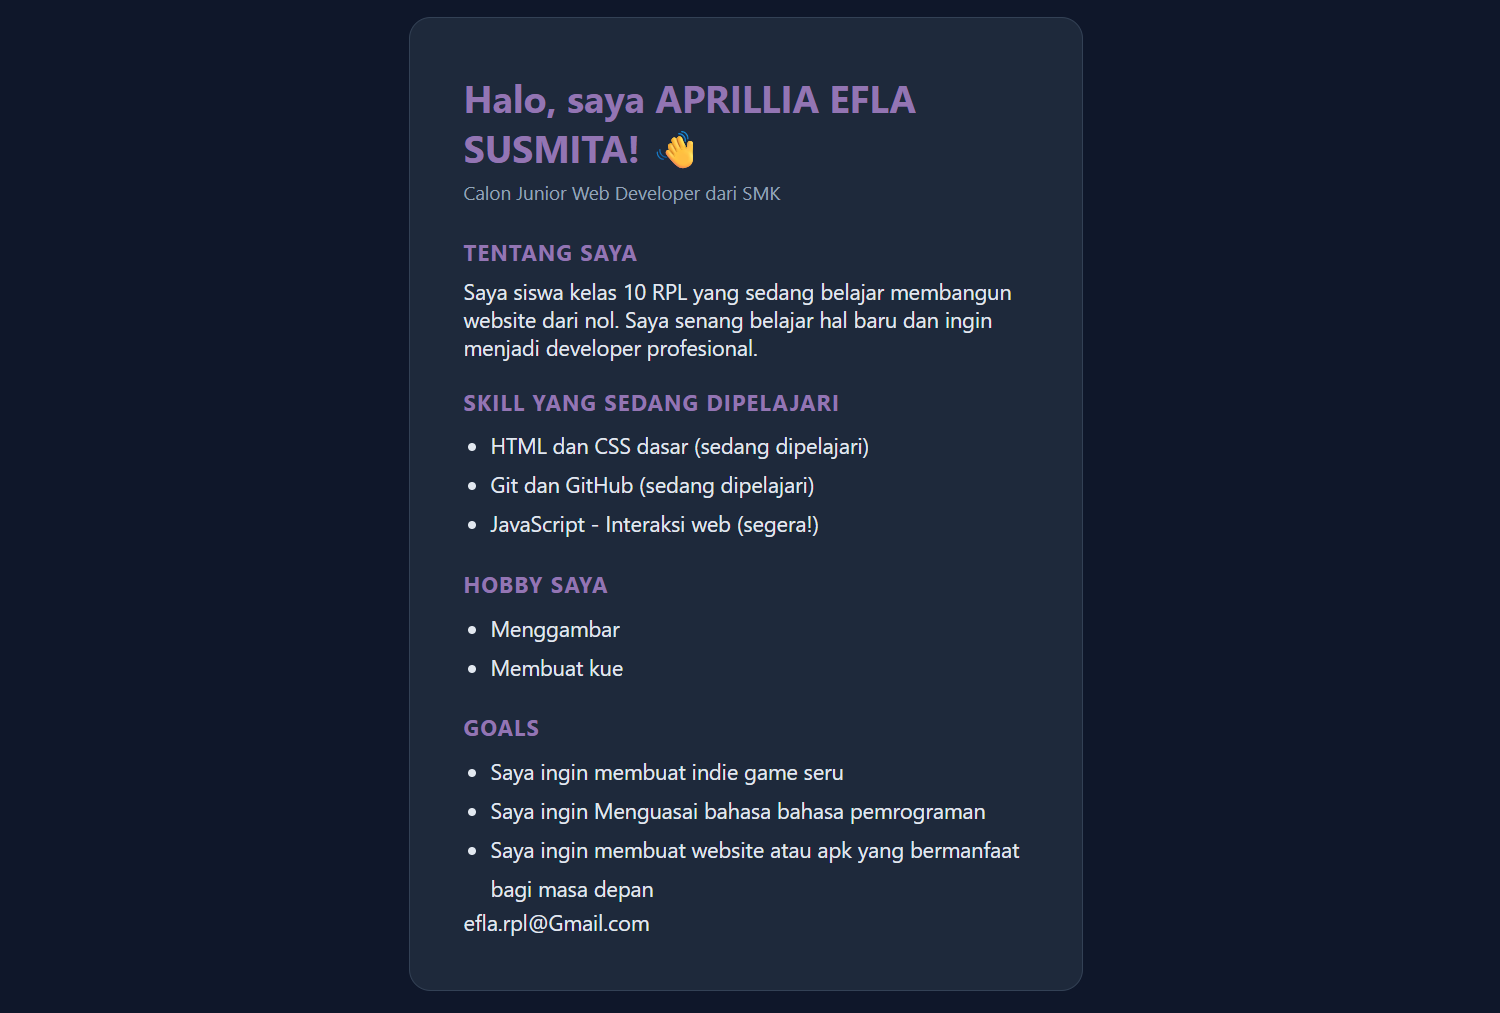 Halo, saya APRILLIA EFLA
SUSMITA! 👋
Calon Junior Web Developer dari SMK
TENTANG SAYA
Saya siswa kelas 10 RPL yang sedang belajar membangun
website dari nol. Saya senang belajar hal baru dan ingin
menjadi developer profesional.
SKILL YANG SEDANG DIPELAJARI
• HTML dan CSS dasar (sedang dipelajari)
• Git dan GitHub (sedang dipelajari)
• JavaScript - Interaksi web (segera!)
HOBBY SAYA
• Menggambar
• Membuat kue
GOALS
• Saya ingin membuat indie game seru
• Saya ingin Menguasai bahasa bahasa pemrograman
• Saya ingin membuat website atau apk yang bermanfaat
bagi masa depan
efla.rpl@Gmail.com